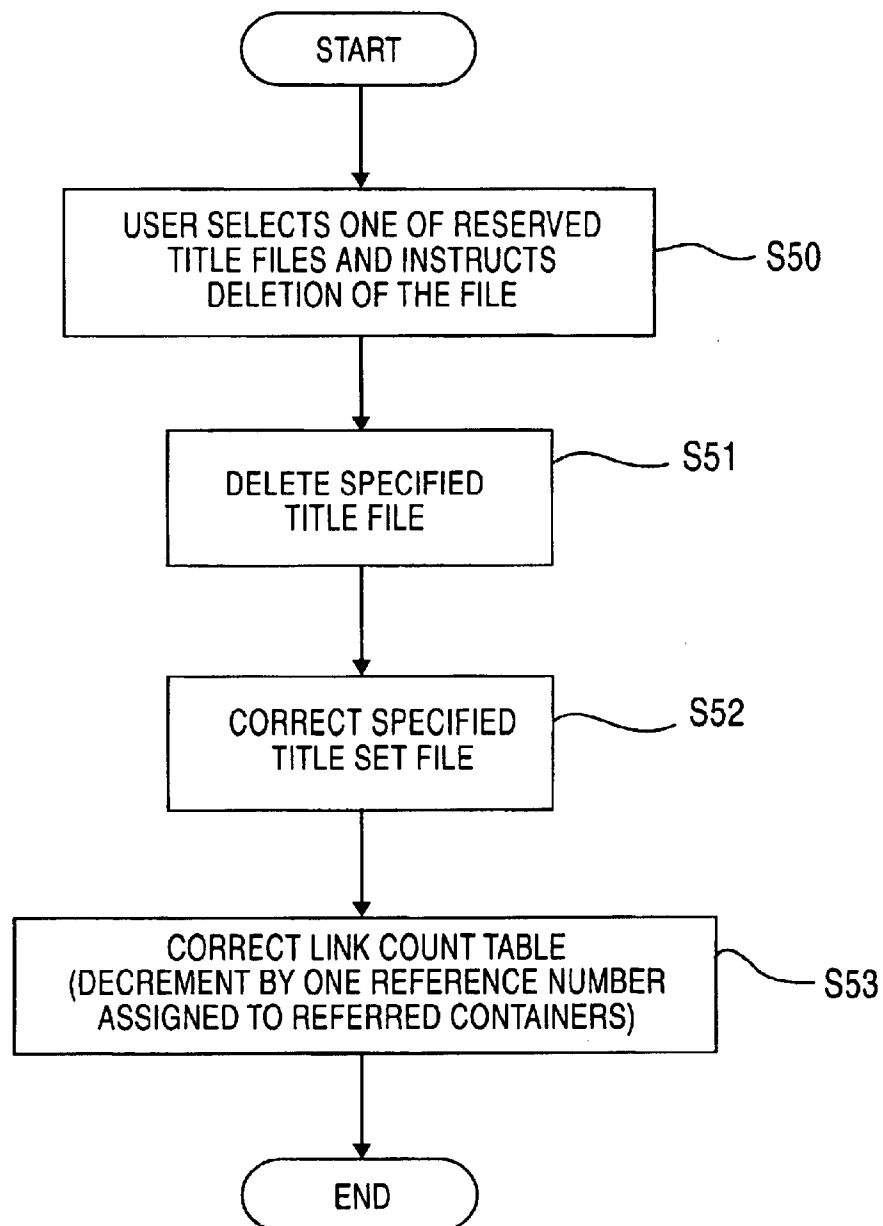 START
USER SELECTS ONE OF RESERVED
TITLE FILES AND INSTRUCTS
DELETION OF THE FILE
S50
DELETE SPECIFIED
TITLE FILE
S51
CORRECT SPECIFIED
TITLE SET FILE
S52
CORRECT LINK COUNT TABLE
(DECREMENT BY ONE REFERENCE NUMBER
ASSIGNED TO REFERRED CONTAINERS)
S53
END